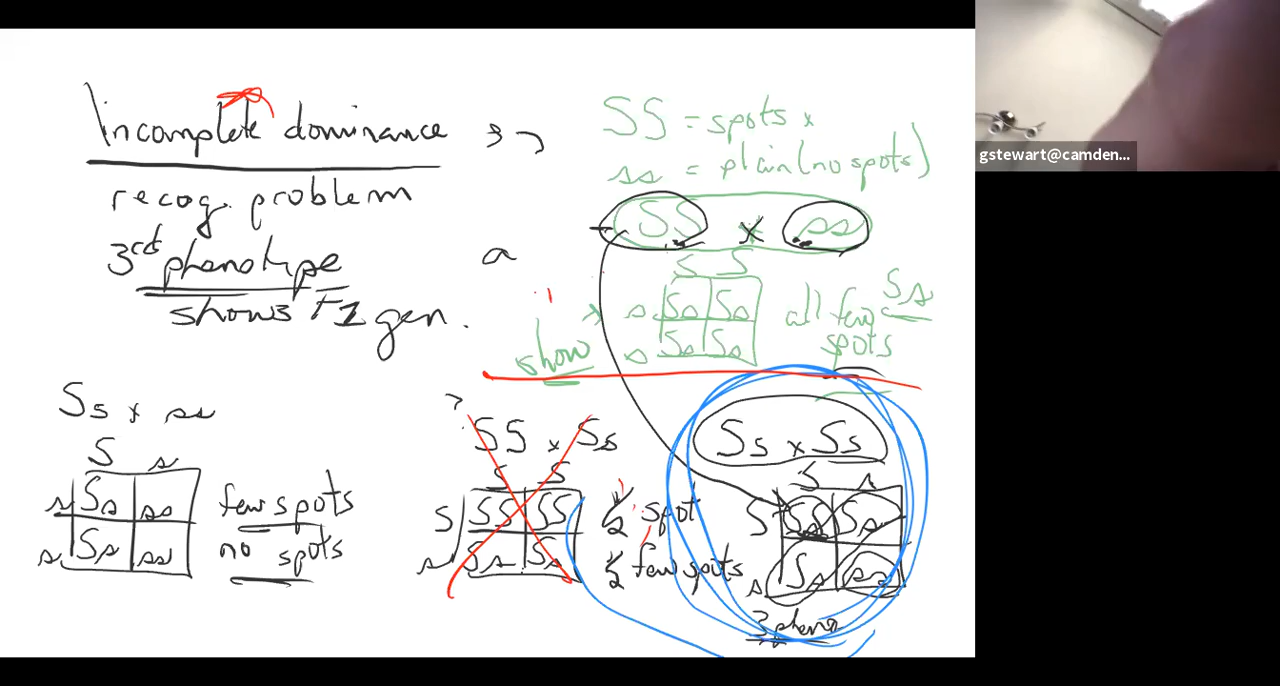 Incomplete dominance
recog. problem
3rd phenotype
shows F1 gen.
SS = spots x
ss = plain (no spots)
SS x ss
S S
s Ss Ss
s Ss Ss
all few Ss
spots
show
Ss x ss
S s
s Ss ss
s Ss ss
few spots
no spots
SS x Ss
S S
S SS SS
s Ss Ss
1/2 spot
1/2 few spots
Ss x Ss
S s
S SS Ss
s Ss ss
3 pheno
gstewart@camden...